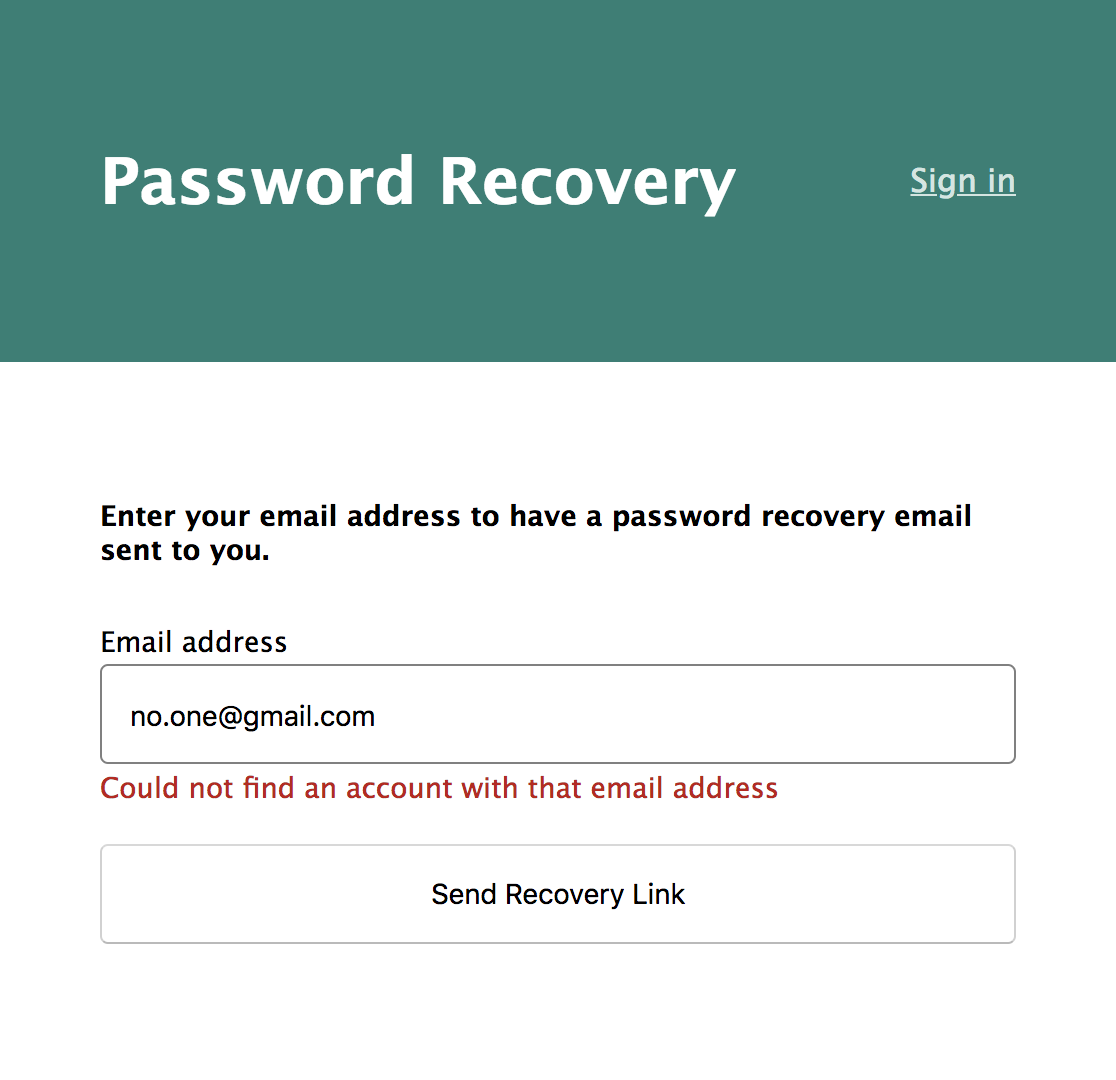 Password Recovery
Sign in
Enter your email address to have a password recovery email
sent to you.
Email address
no.one@gmail.com
Could not find an account with that email address
Send Recovery Link